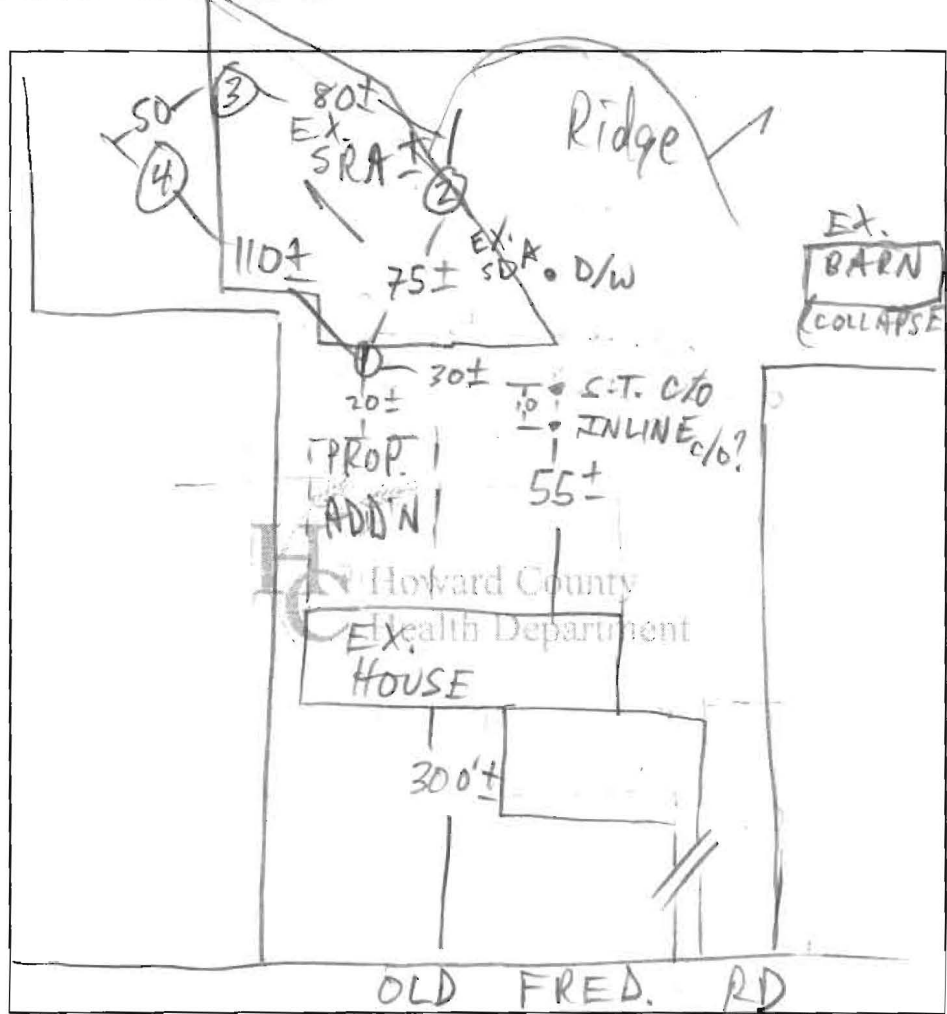 Ridge
50
3
80±
EX.
SRA ±
4
2
EX.
SDA
D/W
EX.
BARN
(COLLAPSE
110±
75±
1
30±
20±
10 ±
S.T. C/O
INLINE c/o?
55±
PROP.
ADD'N
HC Howard County
Health Department
EX.
HOUSE
300'±
OLD FRED. RD